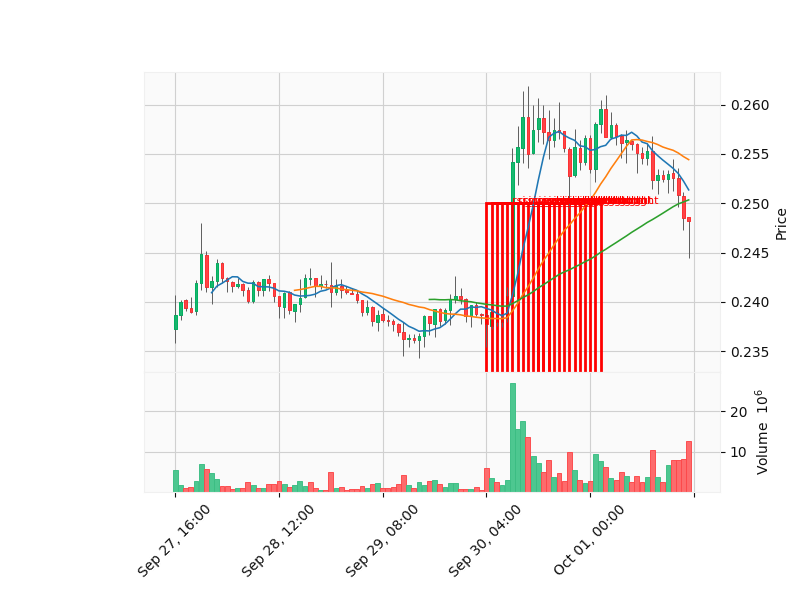 0.260
0.255
0.250
0.245
0.240
0.235
Price
20
10
Volume 10^6
Sep 27, 16:00
Sep 28, 12:00
Sep 29, 08:00
Sep 30, 04:00
Oct 01, 00:00